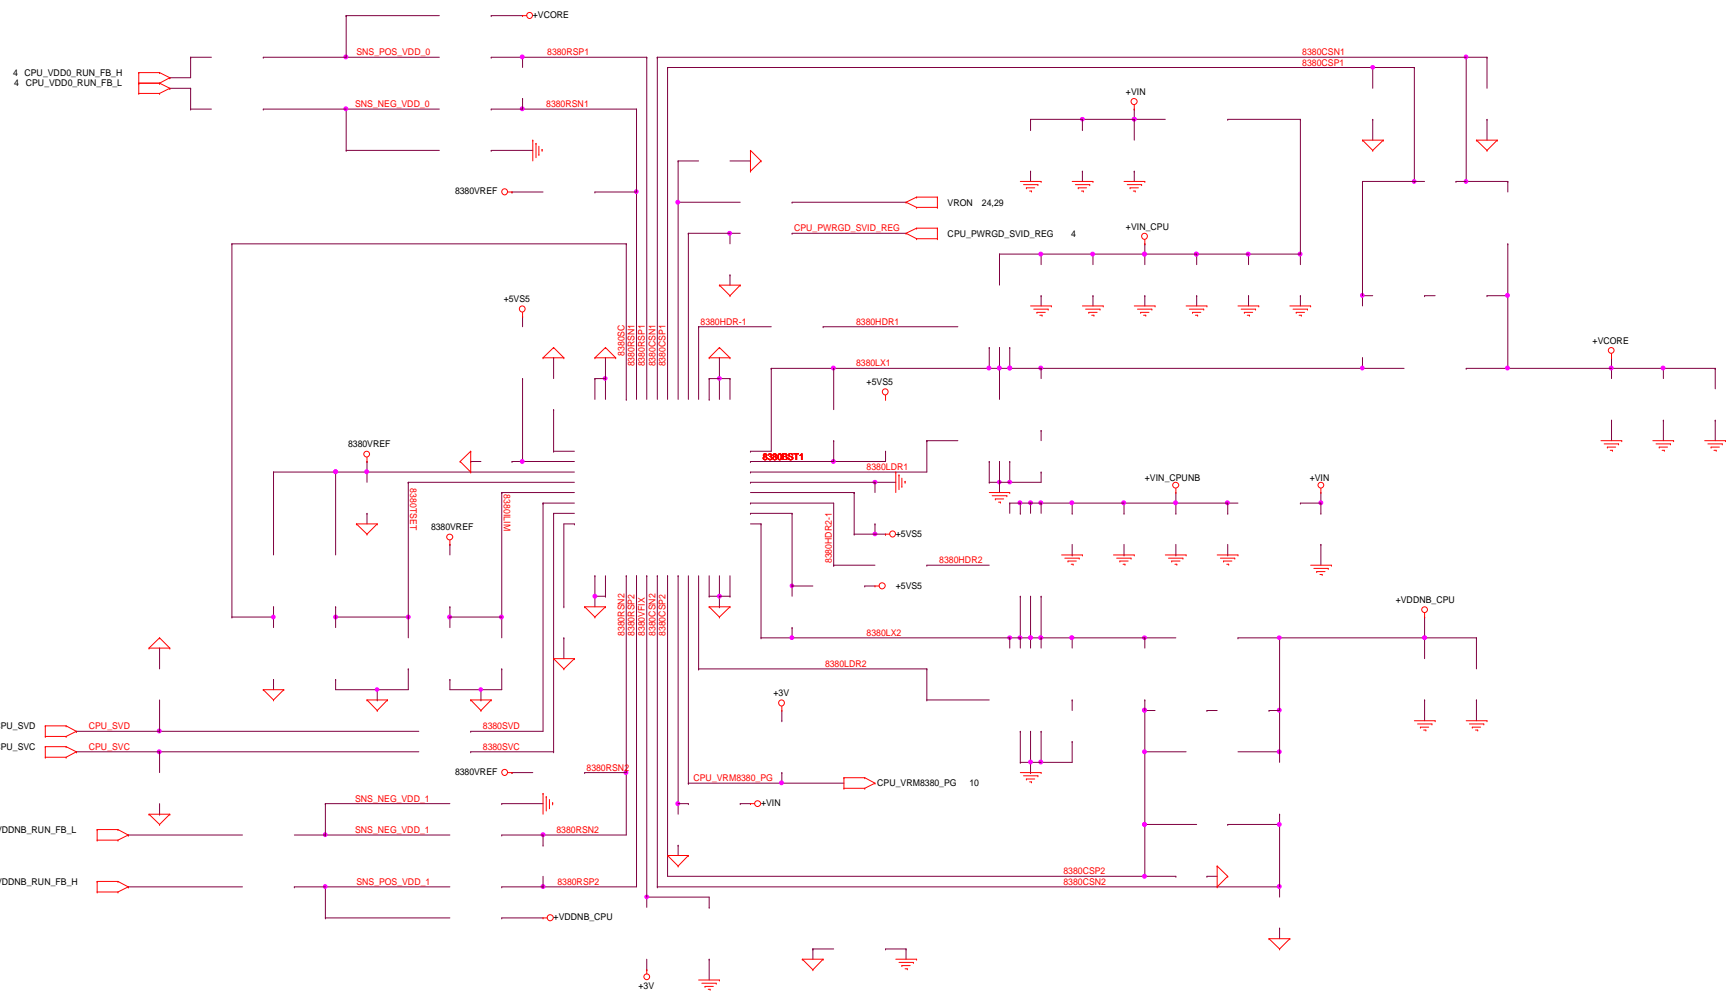 +VCORE
SNS_POS_VDD_0
8380RSP1
8380CSN1
8380CSP1
4 CPU_VDD0_RUN_FB_H
4 CPU_VDD0_RUN_FB_L
+VIN
SNS_NEG_VDD_0
8380RSN1
8380VREF
VRON 24,29
CPU_PWRGD_SVID_REG
CPU_PWRGD_SVID_REG 4
+VIN_CPU
+5VS5
8380HDR-1
8380HDR1
8380SC
8380RSN1
8380RSP1
8380CSN1
8380CSP1
+VCORE
8380LX1
+5VS5
8380VREF
8380BST1
8380LDR1
+VIN_CPUNB
+VIN
8380TSET
8380ILIM
8380VREF
8380HDR2-1
+5VS5
8380HDR2
+5VS5
8380RSN2
8380RSP2
8380VFIX
8380CSN2
8380CSP2
+VDDNB_CPU
8380LX2
8380LDR2
+3V
CPU_SVD
8380SVD
CPU_SVC
8380SVC
8380VREF
8380RSN2
CPU_VRM8380_PG
CPU_VRM8380_PG 10
SNS_NEG_VDD_1
+VIN
VDDNB_RUN_FB_L
SNS_NEG_VDD_1
8380RSN2
8380CSP2
VDDNB_RUN_FB_H
SNS_POS_VDD_1
8380RSP2
8380CSN2
+VDDNB_CPU
+3V